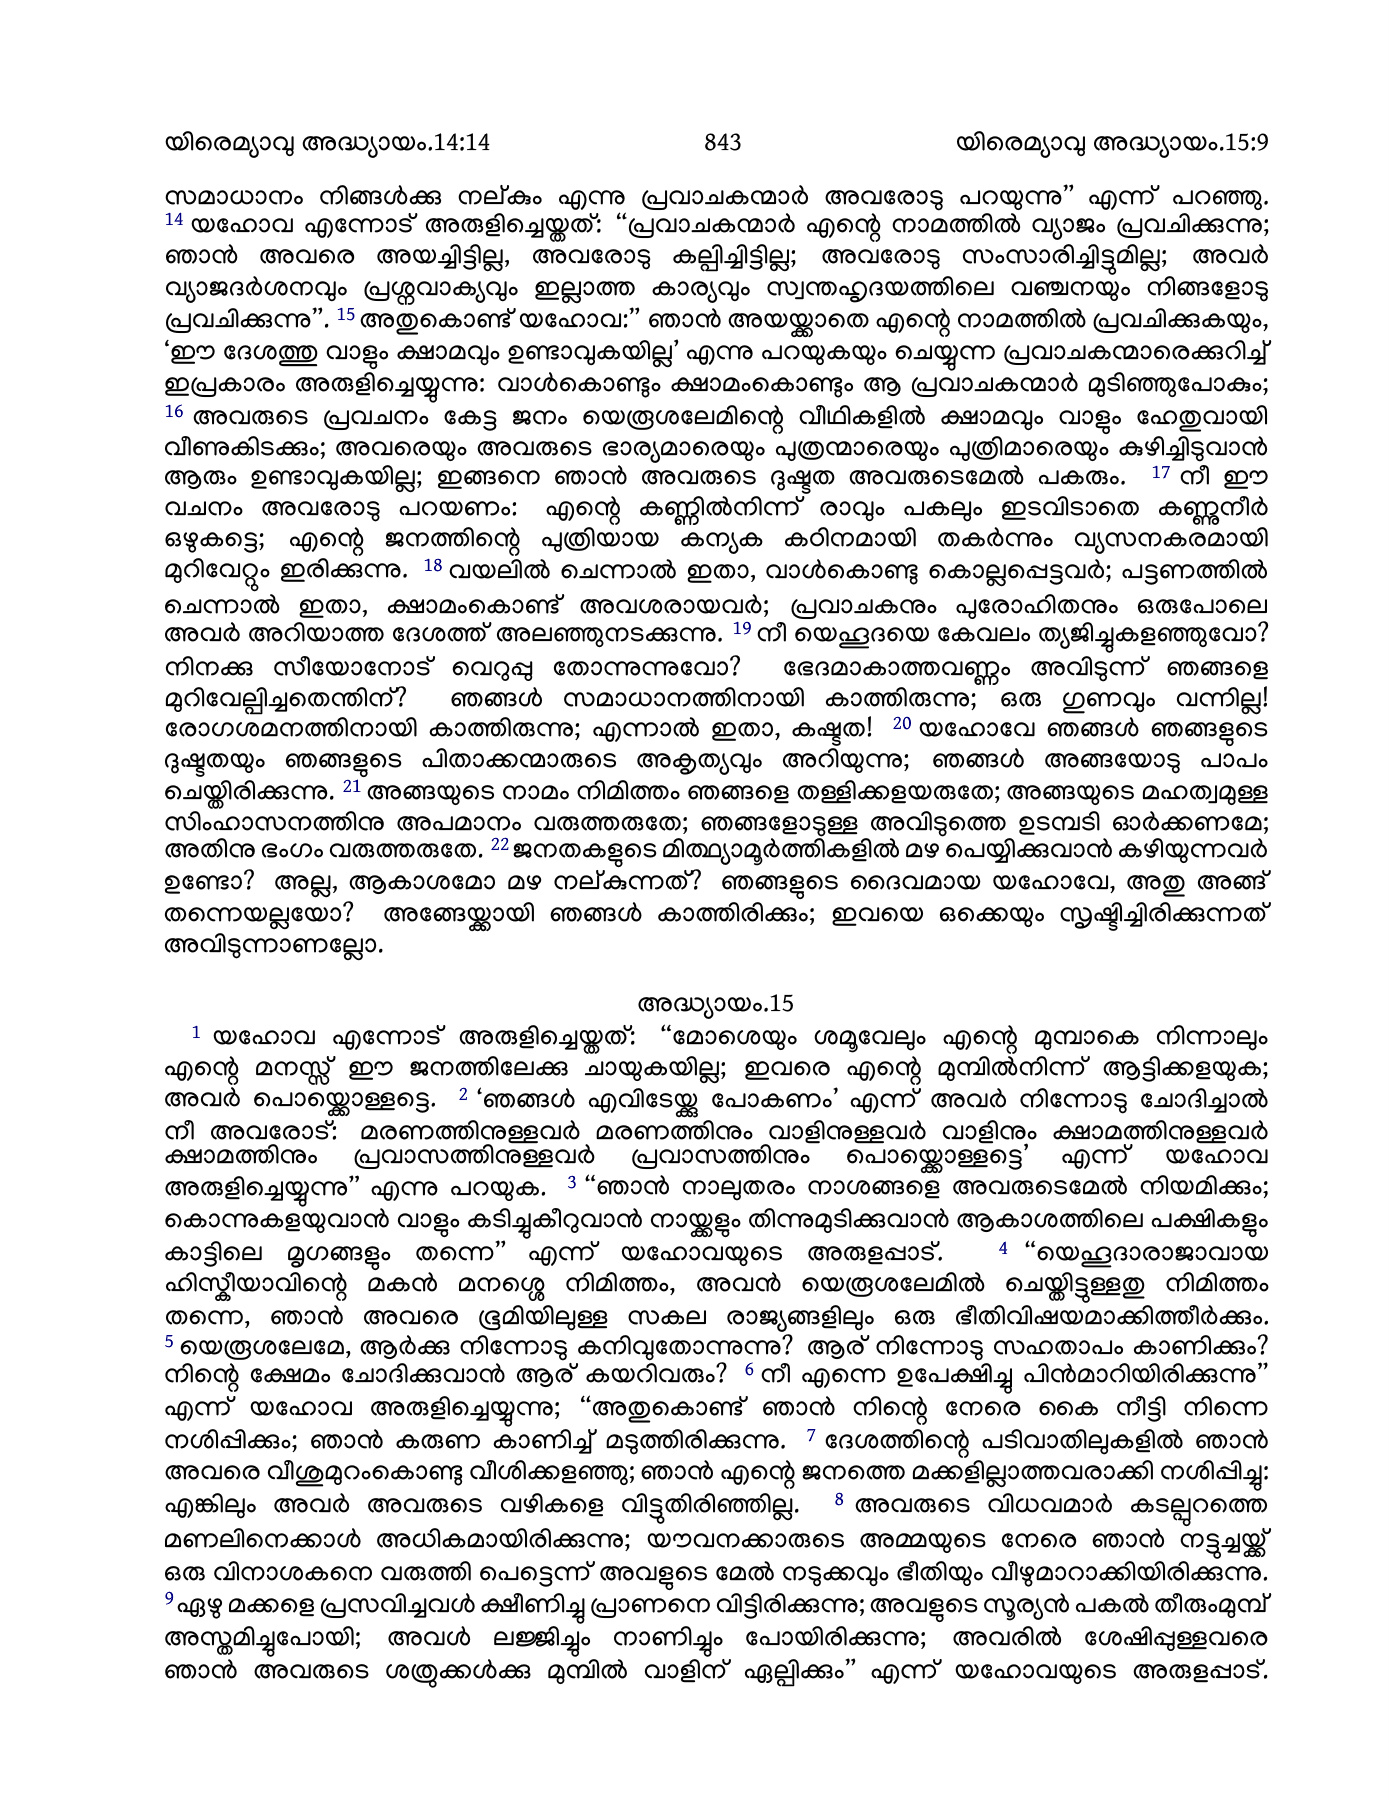 യിരെമ്യാവു അദ്ധ്യായം.14:14 843 യിരെമ്യാവു അദ്ധ്യായം.15:9
സമാധാനം നിങ്ങൾക്കു നല്കും എന്നു പ്രവാചകന്മാർ അവരോടു പറയുന്നു” എന്ന് പറഞ്ഞു.
14 യഹോവ എന്നോട് അരുളിച്ചെയ്തത്: “പ്രവാചകന്മാർ എന്റെ നാമത്തിൽ വ്യാജം പ്രവചിക്കുന്നു;
ഞാൻ അവരെ അയച്ചിട്ടില്ല, അവരോടു കല്പിച്ചിട്ടില്ല; അവരോടു സംസാരിച്ചിട്ടുമില്ല; അവർ
വ്യാജദർശനവും പ്രശ്നവാക്യവും ഇല്ലാത്ത കാര്യവും സ്വന്തഹൃദയത്തിലെ വഞ്ചനയും നിങ്ങളോടു
പ്രവചിക്കുന്നു”. 15 അതുകൊണ്ട് യഹോവ:” ഞാൻ അയയ്ക്കാതെ എന്റെ നാമത്തിൽ പ്രവചിക്കുകയും,
‘ഈ ദേശത്തു വാളും ക്ഷാമവും ഉണ്ടാവുകയില്ല’ എന്നു പറയുകയും ചെയ്യുന്ന പ്രവാചകന്മാരെക്കുറിച്ച്
ഇപ്രകാരം അരുളിച്ചെയ്യുന്നു: വാൾകൊണ്ടും ക്ഷാമംകൊണ്ടും ആ പ്രവാചകന്മാർ മുടിഞ്ഞുപോകും;
16 അവരുടെ പ്രവചനം കേട്ട ജനം യെരൂശലേമിന്റെ വീഥികളിൽ ക്ഷാമവും വാളും ഹേതുവായി
വീണുകിടക്കും; അവരെയും അവരുടെ ഭാര്യമാരെയും പുത്രന്മാരെയും പുത്രിമാരെയും കുഴിച്ചിടുവാൻ
ആരും ഉണ്ടാവുകയില്ല; ഇങ്ങനെ ഞാൻ അവരുടെ ദുഷ്ടത അവരുടെമേൽ പകരും. 17 നീ ഈ
വചനം അവരോടു പറയണം: എന്റെ കണ്ണിൽനിന്ന് രാവും പകലും ഇടവിടാതെ കണ്ണുനീർ
ഒഴുകട്ടെ; എന്റെ ജനത്തിന്റെ പുത്രിയായ കന്യക കഠിനമായി തകർന്നും വ്യസനകരമായി
മുറിവേറ്റും ഇരിക്കുന്നു. 18 വയലിൽ ചെന്നാൽ ഇതാ, വാൾകൊണ്ടു കൊല്ലപ്പെട്ടവർ; പട്ടണത്തിൽ
ചെന്നാൽ ഇതാ, ക്ഷാമംകൊണ്ട് അവശരായവർ; പ്രവാചകനും പുരോഹിതനും ഒരുപോലെ
അവർ അറിയാത്ത ദേശത്ത് അലഞ്ഞുനടക്കുന്നു. 19 നീ യെഹൂദയെ കേവലം ത്യജിച്ചുകളഞ്ഞുവോ?
നിനക്കു സീയോനോട് വെറുപ്പു തോന്നുന്നുവോ? ഭേദമാകാത്തവണ്ണം അവിടുന്ന് ഞങ്ങളെ
മുറിവേല്പിച്ചതെന്തിന്? ഞങ്ങൾ സമാധാനത്തിനായി കാത്തിരുന്നു; ഒരു ഗുണവും വന്നില്ല!
രോഗശമനത്തിനായി കാത്തിരുന്നു; എന്നാൽ ഇതാ, കഷ്ടത! 20 യഹോവേ ഞങ്ങൾ ഞങ്ങളുടെ
ദുഷ്ടതയും ഞങ്ങളുടെ പിതാക്കന്മാരുടെ അകൃത്യവും അറിയുന്നു; ഞങ്ങൾ അങ്ങയോടു പാപം
ചെയ്തിരിക്കുന്നു. 21 അങ്ങയുടെ നാമം നിമിത്തം ഞങ്ങളെ തള്ളിക്കളയരുതേ; അങ്ങയുടെ മഹത്വമുള്ള
സിംഹാസനത്തിനു അപമാനം വരുത്തരുതേ; ഞങ്ങളോടുള്ള അവിടുത്തെ ഉടമ്പടി ഓർക്കണമേ;
അതിനു ഭംഗം വരുത്തരുതേ. 22 ജനതകളുടെ മിത്ഥ്യാമൂർത്തികളിൽ മഴ പെയ്യിക്കുവാൻ കഴിയുന്നവർ
ഉണ്ടോ? അല്ല, ആകാശമോ മഴ നല്കുന്നത്? ഞങ്ങളുടെ ദൈവമായ യഹോവേ, അതു അങ്ങ്
തന്നെയല്ലയോ? അങ്ങേയ്ക്കായി ഞങ്ങൾ കാത്തിരിക്കും; ഇവയെ ഒക്കെയും സൃഷ്ടിച്ചിരിക്കുന്നത്
അവിടുന്നാണല്ലോ.
അദ്ധ്യായം.15
1 യഹോവ എന്നോട് അരുളിച്ചെയ്തത്: “മോശെയും ശമൂവേലും എന്റെ മുമ്പാകെ നിന്നാലും
എന്റെ മനസ്സ് ഈ ജനത്തിലേക്കു ചായുകയില്ല; ഇവരെ എന്റെ മുമ്പിൽനിന്ന് ആട്ടിക്കളയുക;
അവർ പൊയ്ക്കൊള്ളട്ടെ. 2 ‘ഞങ്ങൾ എവിടേയ്ക്കു പോകണം’ എന്ന് അവർ നിന്നോടു ചോദിച്ചാൽ
നീ അവരോട്: മരണത്തിനുള്ളവർ മരണത്തിനും വാളിനുള്ളവർ വാളിനും ക്ഷാമത്തിനുള്ളവർ
ക്ഷാമത്തിനും പ്രവാസത്തിനുള്ളവർ പ്രവാസത്തിനും പൊയ്ക്കൊള്ളട്ടെ’ എന്ന് യഹോവ
അരുളിച്ചെയ്യുന്നു” എന്നു പറയുക. 3 “ഞാൻ നാലുതരം നാശങ്ങളെ അവരുടെമേൽ നിയമിക്കും;
കൊന്നുകളയുവാൻ വാളും കടിച്ചുകീറുവാൻ നായ്ക്കളും തിന്നുമുടിക്കുവാൻ ആകാശത്തിലെ പക്ഷികളും
കാട്ടിലെ മൃഗങ്ങളും തന്നെ” എന്ന് യഹോവയുടെ അരുളപ്പാട്. 4 “യെഹൂദാരാജാവായ
ഹിസ്കീയാവിന്റെ മകൻ മനശ്ശെ നിമിത്തം, അവൻ യെരൂശലേമിൽ ചെയ്തിട്ടുള്ളതു നിമിത്തം
തന്നെ, ഞാൻ അവരെ ഭൂമിയിലുള്ള സകല രാജ്യങ്ങളിലും ഒരു ഭീതിവിഷയമാക്കിത്തീർക്കും.
5 യെരൂശലേമേ, ആർക്കു നിന്നോടു കനിവുതോന്നുന്നു? ആര് നിന്നോടു സഹതാപം കാണിക്കും?
നിന്റെ ക്ഷേമം ചോദിക്കുവാൻ ആര് കയറിവരും? 6 നീ എന്നെ ഉപേക്ഷിച്ചു പിൻമാറിയിരിക്കുന്നു”
എന്ന് യഹോവ അരുളിച്ചെയ്യുന്നു; “അതുകൊണ്ട് ഞാൻ നിന്റെ നേരെ കൈ നീട്ടി നിന്നെ
നശിപ്പിക്കും; ഞാൻ കരുണ കാണിച്ച് മടുത്തിരിക്കുന്നു. 7 ദേശത്തിന്റെ പടിവാതിലുകളിൽ ഞാൻ
അവരെ വീശുമുറംകൊണ്ടു വീശിക്കളഞ്ഞു; ഞാൻ എന്റെ ജനത്തെ മക്കളില്ലാത്തവരാക്കി നശിപ്പിച്ചു:
എങ്കിലും അവർ അവരുടെ വഴികളെ വിട്ടുതിരിഞ്ഞില്ല. 8 അവരുടെ വിധവമാർ കടല്പുറത്തെ
മണലിനെക്കാൾ അധികമായിരിക്കുന്നു; യൗവനക്കാരുടെ അമ്മയുടെ നേരെ ഞാൻ നട്ടുച്ചയ്ക്ക്
ഒരു വിനാശകനെ വരുത്തി പെട്ടെന്ന് അവളുടെ മേൽ നടുക്കവും ഭീതിയും വീഴുമാറാക്കിയിരിക്കുന്നു.
9 ഏഴു മക്കളെ പ്രസവിച്ചവൾ ക്ഷീണിച്ചു പ്രാണനെ വിട്ടിരിക്കുന്നു; അവളുടെ സൂര്യൻ പകൽ തീരുംമുമ്പ്
അസ്തമിച്ചുപോയി; അവൾ ലജ്ജിച്ചും നാണിച്ചും പോയിരിക്കുന്നു; അവരിൽ ശേഷിപ്പുള്ളവരെ
ഞാൻ അവരുടെ ശത്രുക്കൾക്കു മുമ്പിൽ വാളിന് ഏല്പിക്കും” എന്ന് യഹോവയുടെ അരുളപ്പാട്.